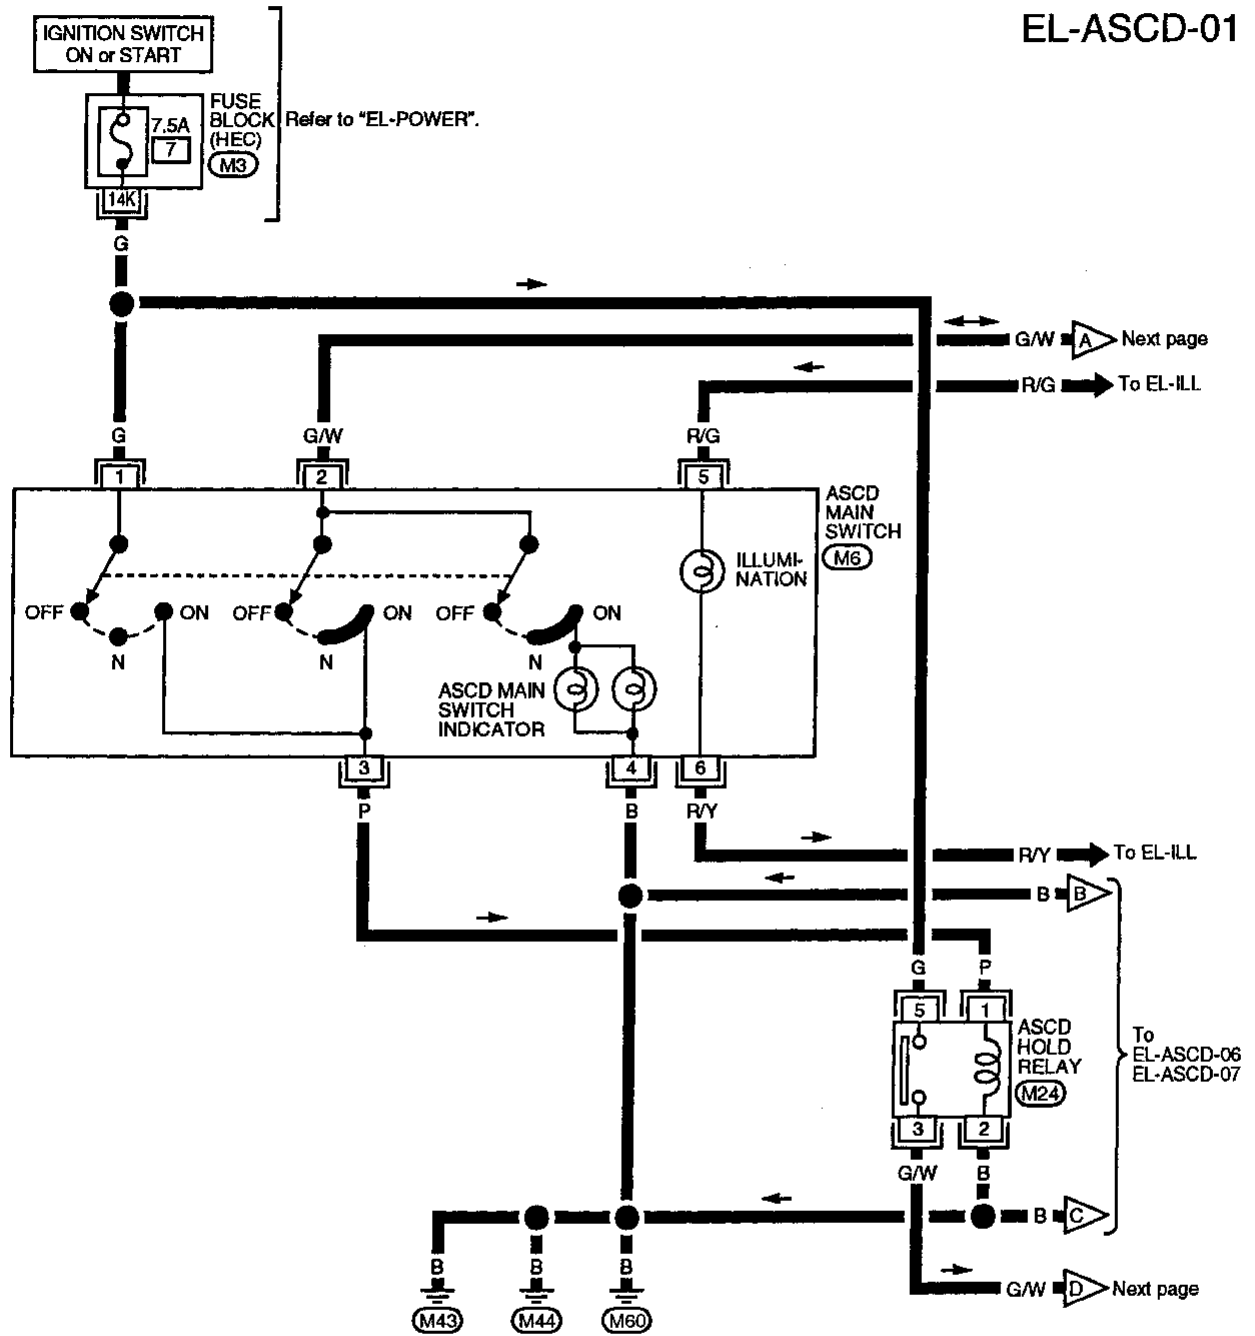 EL-ASCD-01
IGNITION SWITCH
ON or START
FUSE
BLOCK
(HEC)
M3
7.5A
7
Refer to "EL-POWER".
14K
G
G/W
A
Next page
R/G
To EL-ILL
G
G/W
R/G
1
2
5
ASCD
MAIN
SWITCH
M6
ILLUMI-
NATION
OFF
ON
N
OFF
ON
N
OFF
ON
N
ASCD MAIN
SWITCH
INDICATOR
3
4
6
P
B
R/Y
R/Y
To EL-ILL
B
B
G
P
5
1
ASCD
HOLD
RELAY
M24
To
EL-ASCD-06
EL-ASCD-07
3
2
G/W
B
B
C
B
B
B
G/W
D
Next page
M43
M44
M60